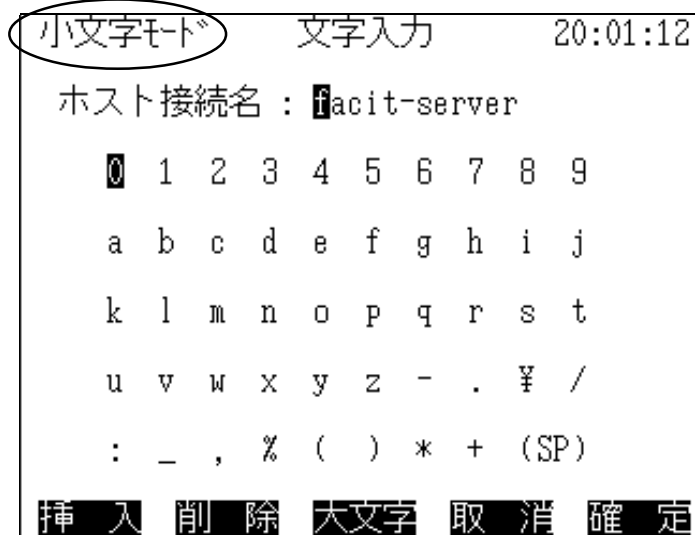 小文字ﾓｰﾄﾞ 文字入力 20:01:12
ホスト接続名 : facit-server
0 1 2 3 4 5 6 7 8 9
a b c d e f g h i j
k l m n o p q r s t
u v w x y z - . ¥ /
: _ , % ( ) * + (SP)
挿 入 削 除 大文字 取 消 確 定